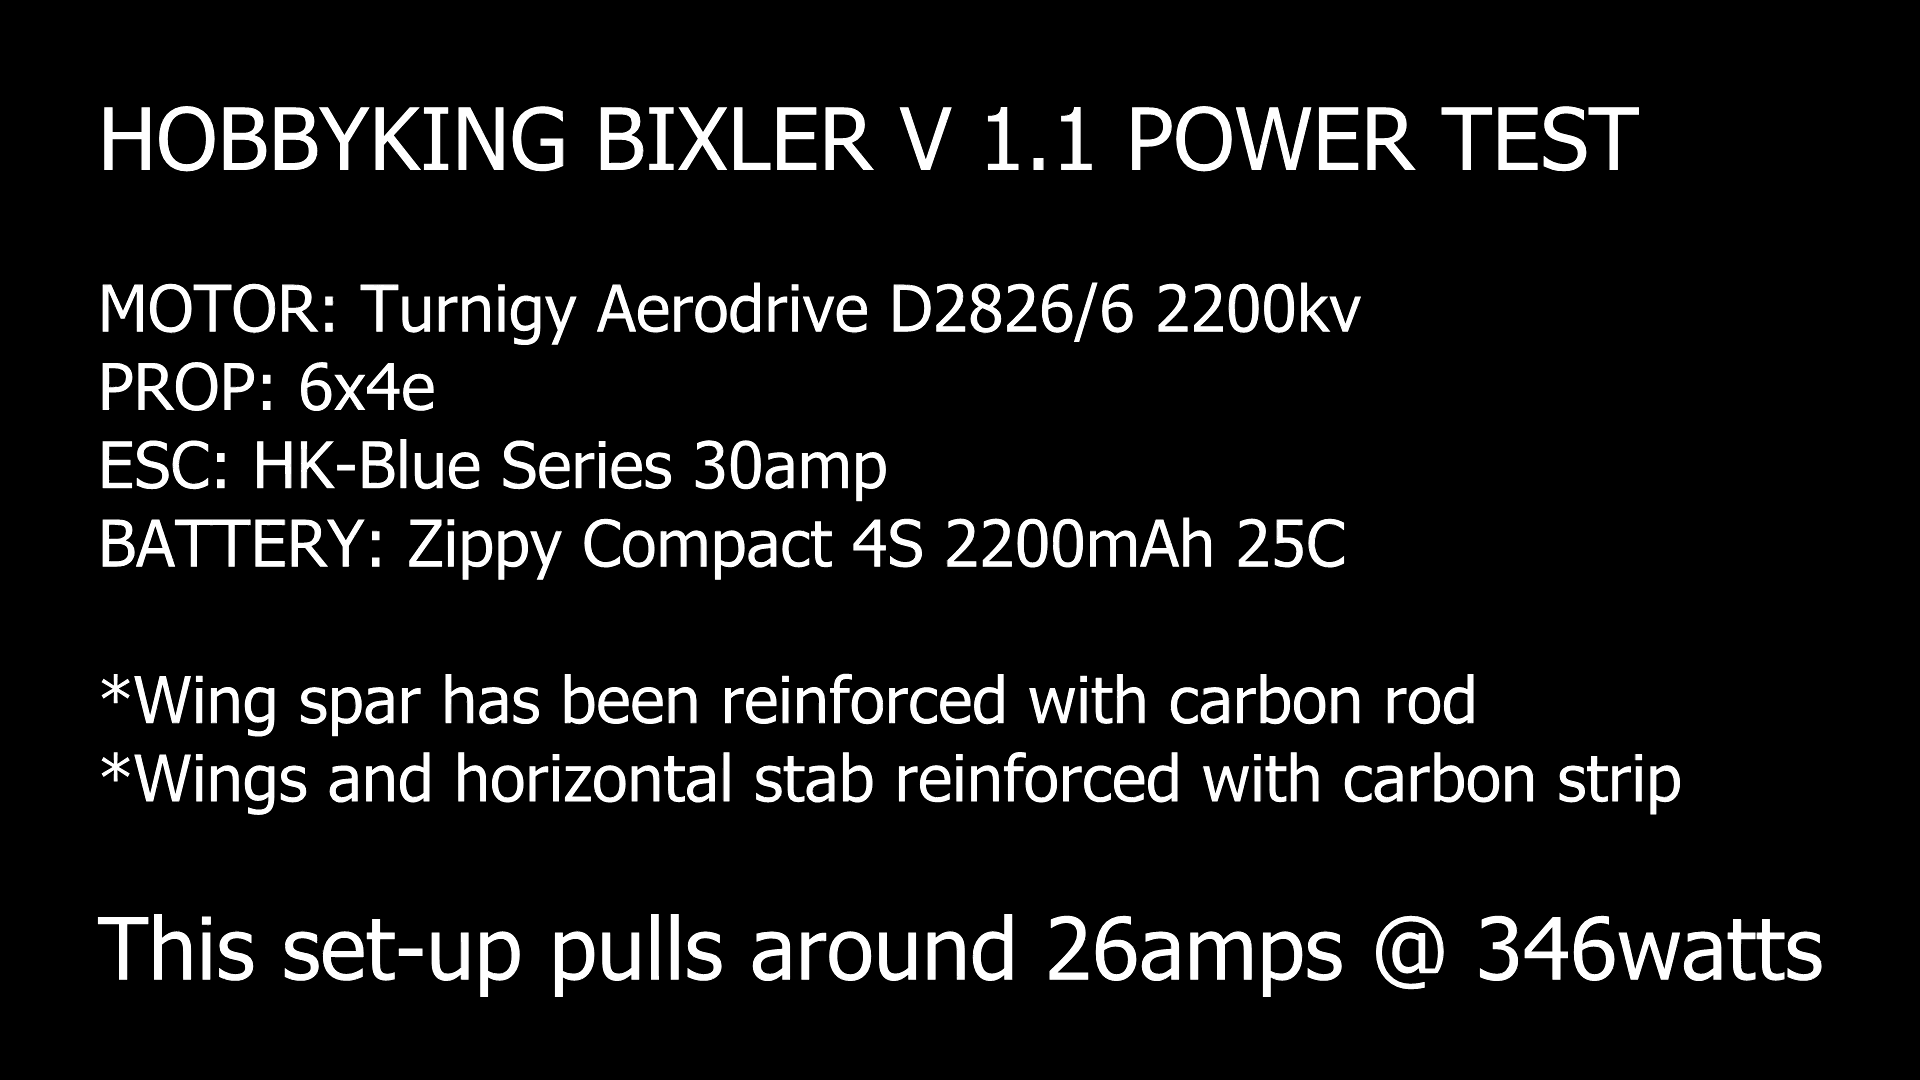 HOBBYKING BIXLER V 1.1 POWER TEST
MOTOR: Turnigy Aerodrive D2826/6 2200kv
PROP: 6x4e
ESC: HK-Blue Series 30amp
BATTERY: Zippy Compact 4S 2200mAh 25C
*Wing spar has been reinforced with carbon rod
*Wings and horizontal stab reinforced with carbon strip
This set-up pulls around 26amps @ 346watts